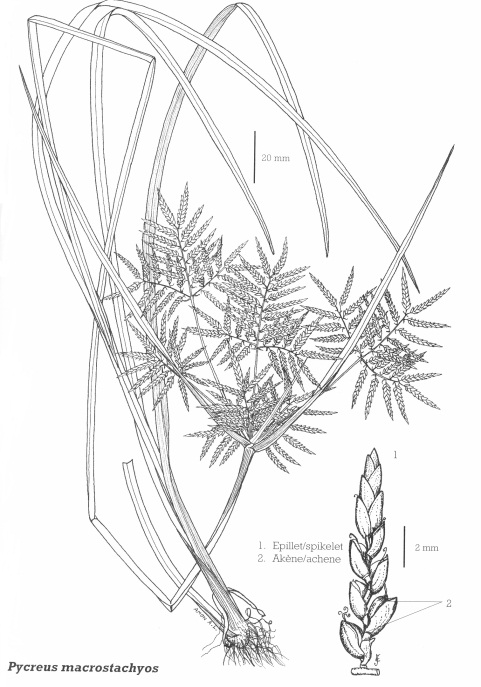 20 mm
1
1. Epillet/spikelet
2. Akène/achene
2 mm
2
Pycreus macrostachyos